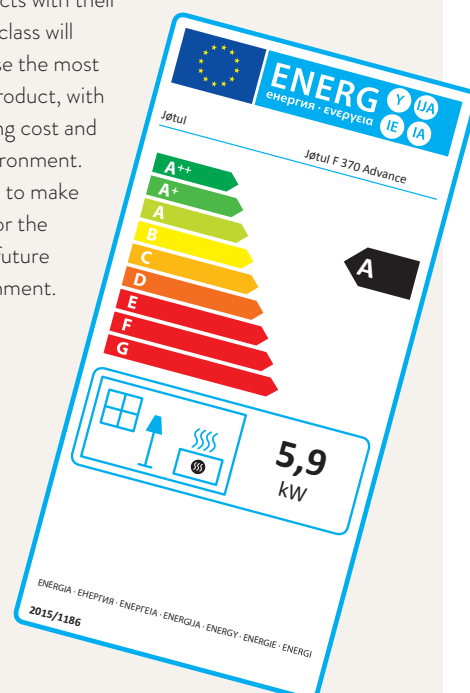 cts with their
class will
se the most
roduct, with
ng cost and
ironment.
to make
or the
future
nment.
ENERG Y IJA
енергия · ενεργεια IE IA
Jøtul
Jøtul F 370 Advance
A++
A+
A
B
C
D
E
F
G
A
5,9
kW
ENERGIA · ЕНЕРГИЯ · ΕΝΕΡΓΕΙΑ · ENERGIJA · ENERGY · ENERGIE · ENERGI
2015/1186